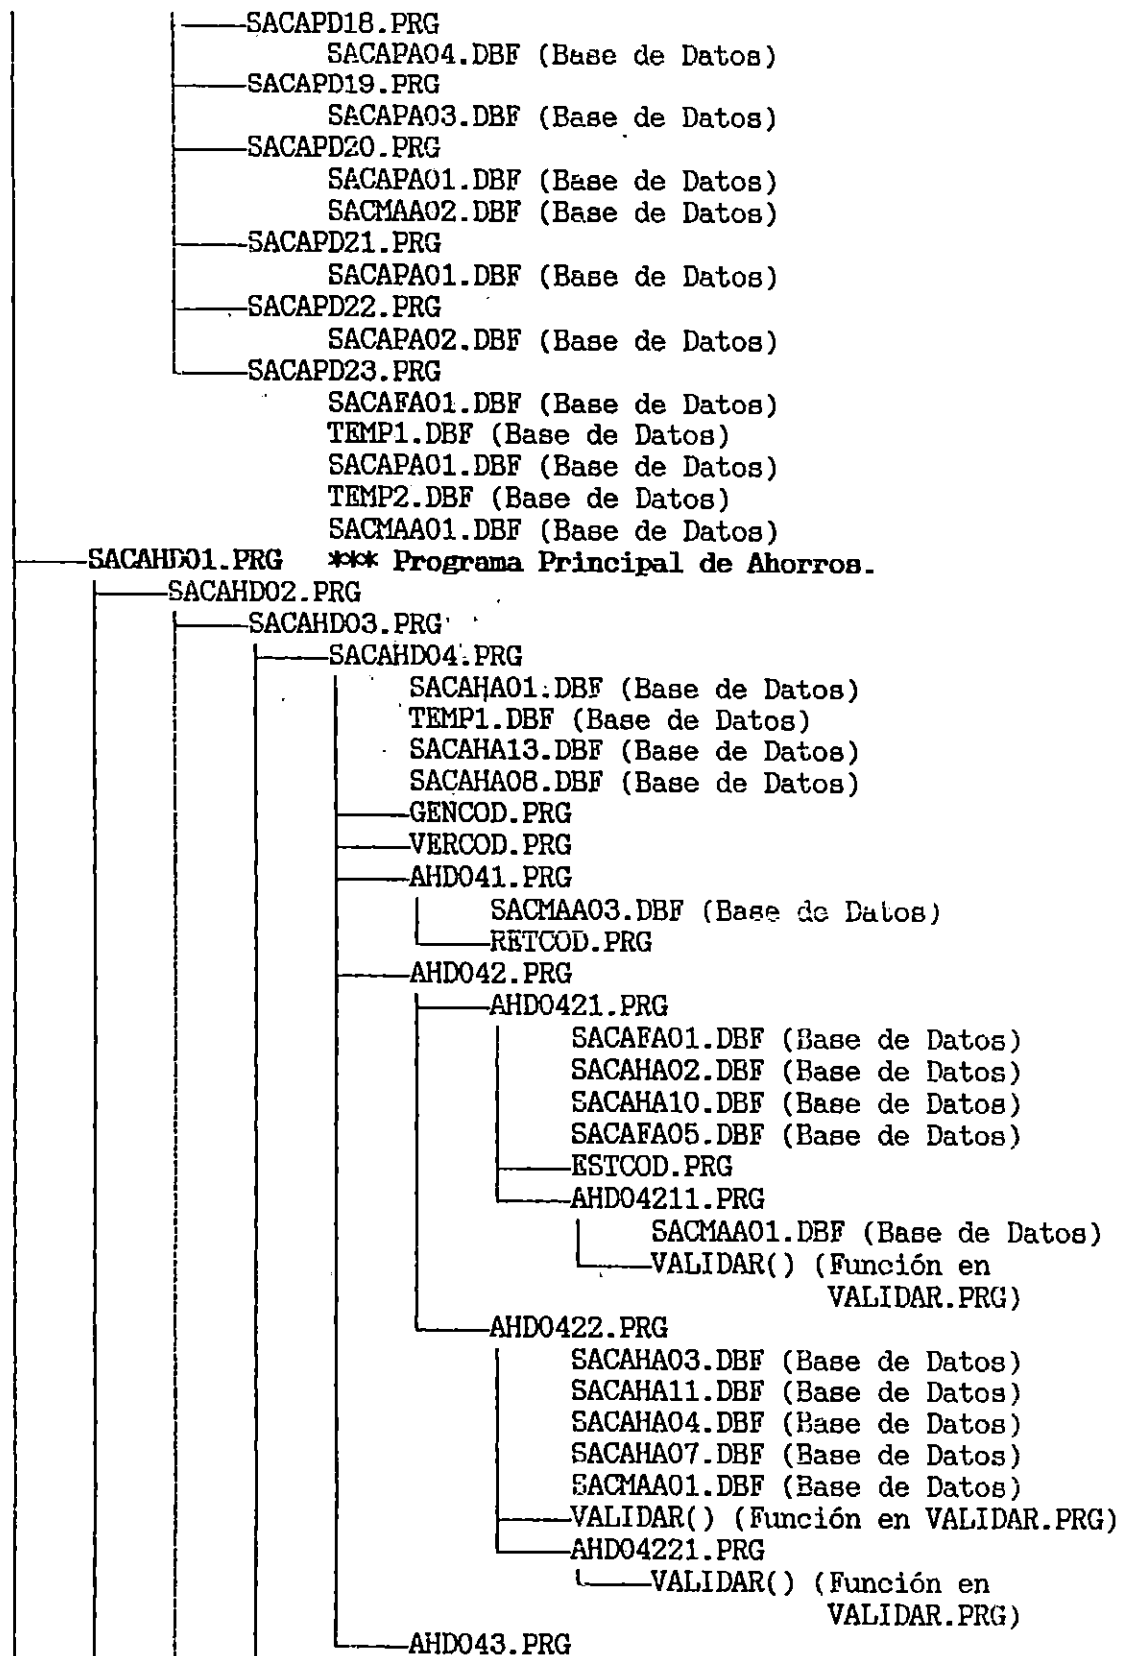 SACAPD18.PRG
SACAPA04.DBF (Base de Datos)
SACAPD19.PRG
SACAPA03.DBF (Base de Datos)
SACAPD20.PRG
SACAPA01.DBF (Base de Datos)
SACMAA02.DBF (Base de Datos)
SACAPD21.PRG
SACAPA01.DBF (Base de Datos)
SACAPD22.PRG
SACAPA02.DBF (Base de Datos)
SACAPD23.PRG
SACAFA01.DBF (Base de Datos)
TEMP1.DBF (Base de Datos)
SACAPA01.DBF (Base de Datos)
TEMP2.DBF (Base de Datos)
SACMAA01.DBF (Base de Datos)
SACAHD01.PRG *** Programa Principal de Ahorros.
SACAHD02.PRG
SACAHD03.PRG
SACAHD04.PRG
SACAHA01.DBF (Base de Datos)
TEMP1.DBF (Base de Datos)
SACAHA13.DBF (Base de Datos)
SACAHA08.DBF (Base de Datos)
GENCOD.PRG
VERCOD.PRG
AHD041.PRG
SACMAA03.DBF (Base de Datos)
RETCOD.PRG
AHD042.PRG
AHD0421.PRG
SACAFA01.DBF (Base de Datos)
SACAHA02.DBF (Base de Datos)
SACAHA10.DBF (Base de Datos)
SACAFA05.DBF (Base de Datos)
ESTCOD.PRG
AHD04211.PRG
SACMAA01.DBF (Base de Datos)
VALIDAR() (Función en
VALIDAR.PRG)
AHD0422.PRG
SACAHA03.DBF (Base de Datos)
SACAHA11.DBF (Base de Datos)
SACAHA04.DBF (Base de Datos)
SACAHA07.DBF (Base de Datos)
SACMAA01.DBF (Base de Datos)
VALIDAR() (Función en VALIDAR.PRG)
AHD04221.PRG
VALIDAR() (Función en
VALIDAR.PRG)
AHD043.PRG